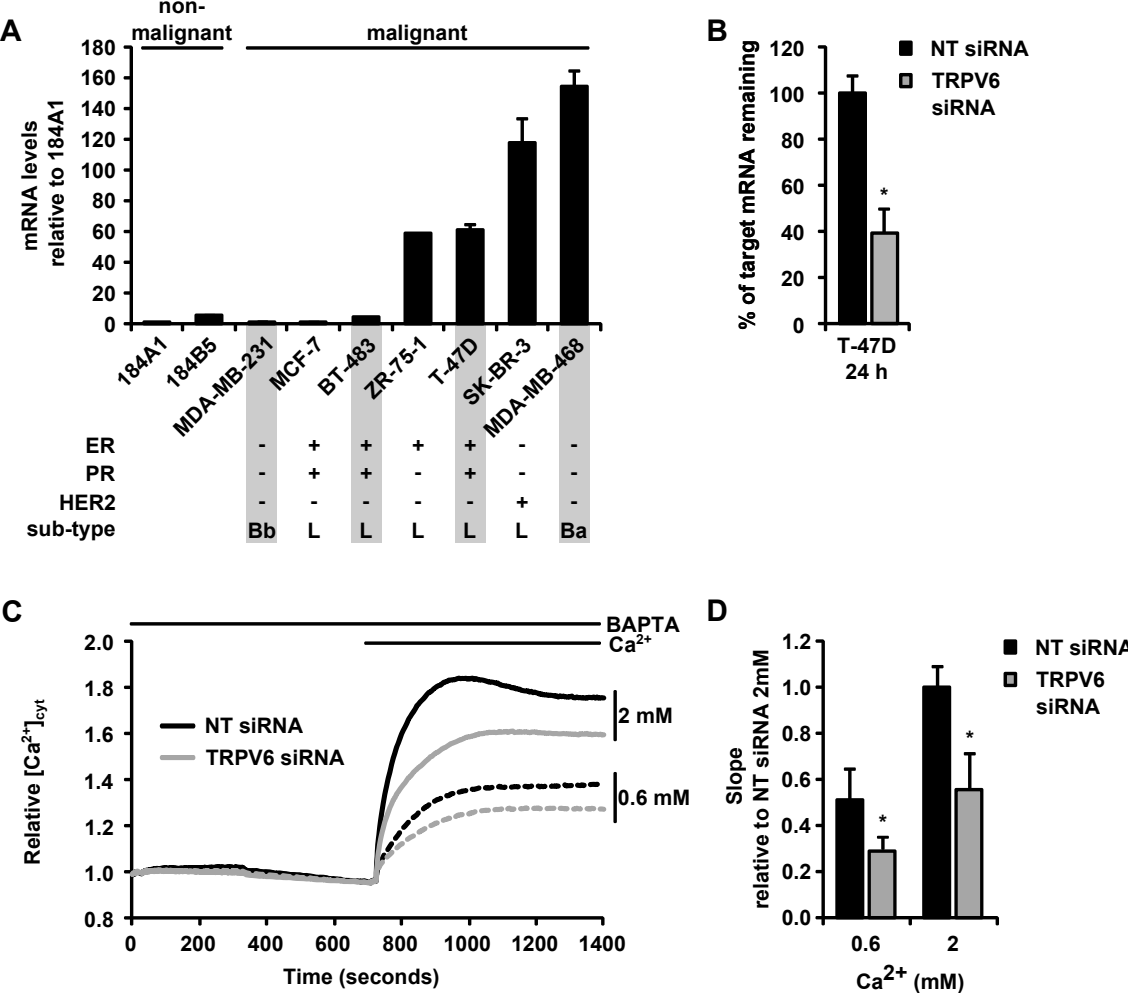 A
non-
malignant
malignant
mRNA levels
relative to 184A1
180
160
140
120
100
80
60
40
20
0
184A1
184B5
MDA-MB-231
MCF-7
BT-483
ZR-75-1
T-47D
SK-BR-3
MDA-MB-468
ER - + + + + - -
PR - + + - + - -
HER2 - - - - - + -
sub-type Bb L L L L L Ba
B
% of target mRNA remaining
120
100
80
60
40
20
0
*
NT siRNA
TRPV6
siRNA
T-47D
24 h
C
BAPTA
Ca²⁺
Relative [Ca²⁺]cyt
2.0
1.8
1.6
1.4
1.2
1.0
0.8
NT siRNA
TRPV6 siRNA
2 mM
0.6 mM
0 200 400 600 800 1000 1200 1400
Time (seconds)
D
Slope
relative to NT siRNA 2mM
1.2
1.0
0.8
0.6
0.4
0.2
0.0
*
*
NT siRNA
TRPV6
siRNA
0.6 2
Ca²⁺ (mM)